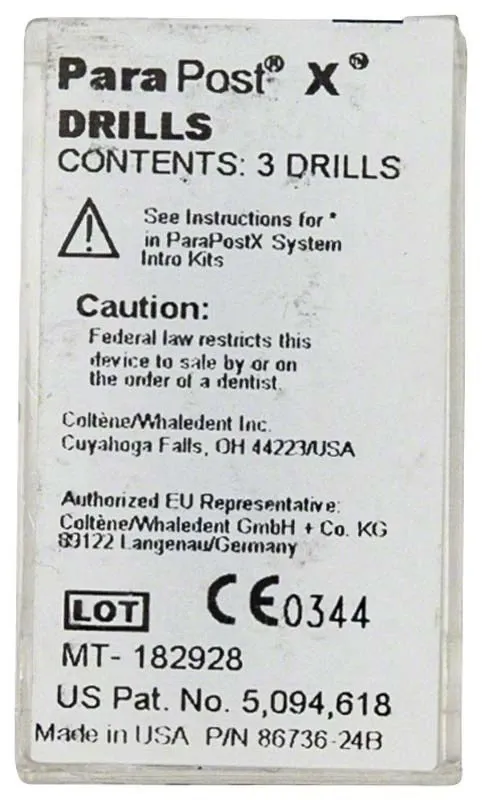 ParaPost® X™®
DRILLS
CONTENTS: 3 DRILLS
See Instructions for *
in ParaPostX System
Intro Kits
Caution:
Federal law restricts this
device to sale by or on
the order of a dentist.
Coltène/Whaledent Inc.
Cuyahoga Falls, OH 44223/USA
Authorized EU Representative:
Coltène/Whaledent GmbH + Co. KG
89122 Langenau/Germany
LOT CE0344
MT- 182928
US Pat. No. 5,094,618
Made in USA P/N 86736-24B